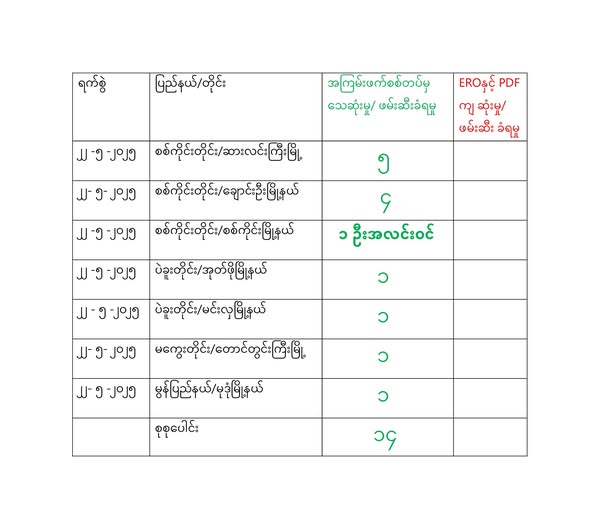 ရက်စွဲ ပြည်နယ်/တိုင်း အကြမ်းဖက်စစ်တပ်မှ EROနှင့် PDF
သေဆုံးမှု/ ဖမ်းဆီးခံရမှု ကျ ဆုံးမှု/
ဖမ်းဆီး ခံရမှု
၂၂ -၅ -၂၀၂၅ စစ်ကိုင်းတိုင်း/ဆားလင်းကြီးမြို့ ၅
၂၂- ၅- ၂၀၂၅ စစ်ကိုင်းတိုင်း/ချောင်းဦးမြို့နယ် ၄
၂၂ -၅ -၂၀၂၅ စစ်ကိုင်းတိုင်း/စစ်ကိုင်းမြို့နယ် ၁ ဦးအလင်းဝင်
၂၂ -၅ -၂၀၂၅ ပဲခူးတိုင်း/အုတ်ဖိုမြို့နယ် ၁
၂၂ - ၅ -၂၀၂၅ ပဲခူးတိုင်း/မင်းလှမြို့နယ် ၁
၂၂- ၅- ၂၀၂၅ မကွေးတိုင်း/တောင်တွင်းကြီးမြို့ ၁
၂၂- ၅ -၂၀၂၅ မွန်ပြည်နယ်/မုဒုံမြို့နယ် ၁
စုစုပေါင်း ၁၄